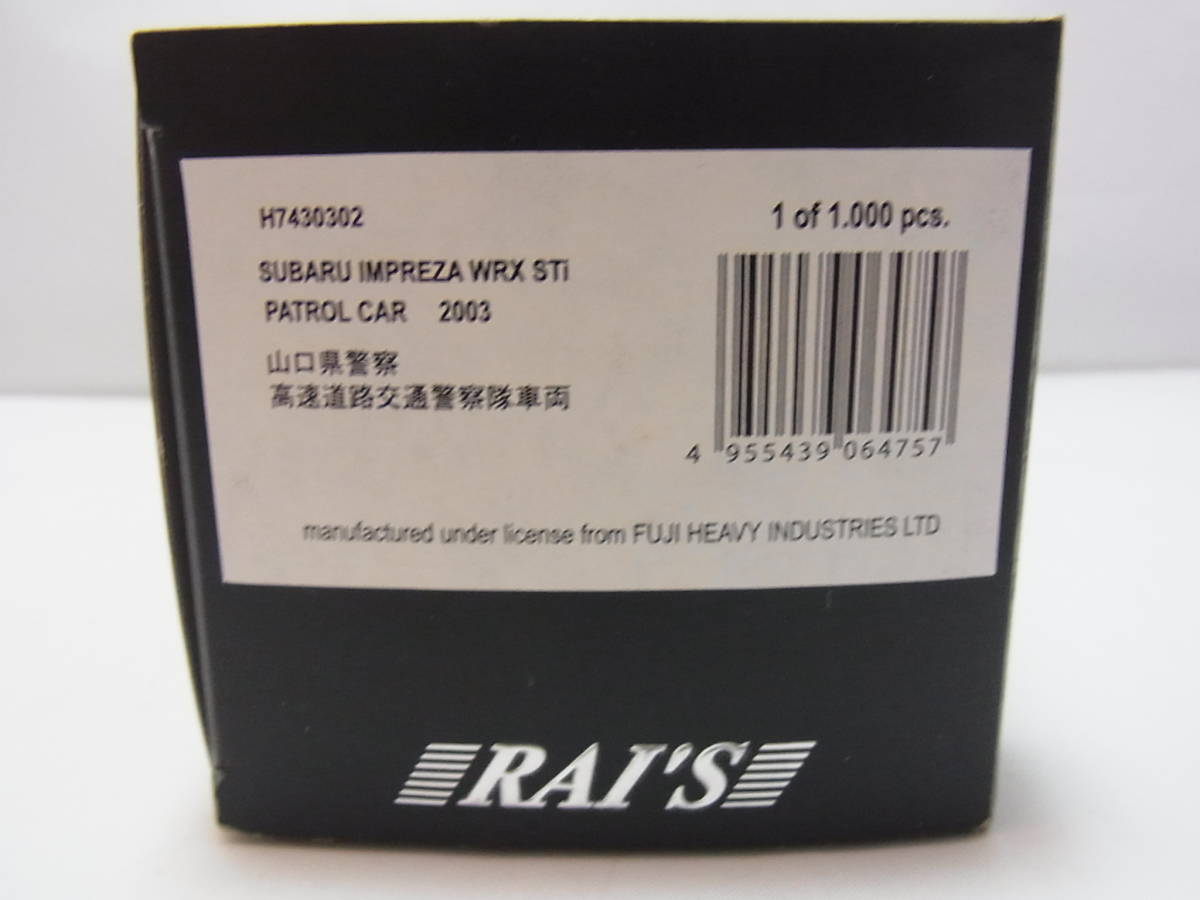 H7430302
1 of 1.000 pcs.
SUBARU IMPREZA WRX STi
PATROL CAR 2003
山口県警察
高速道路交通警察隊車両
4 955439 064757
manufactured under license from FUJI HEAVY INDUSTRIES LTD
RAI'S